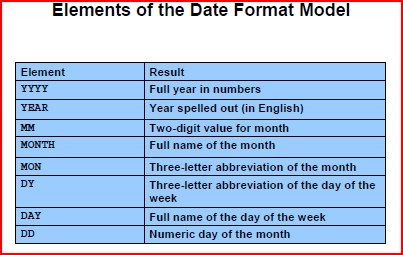 Elements of the Date Format Model
Element Result
YYYY Full year in numbers
YEAR Year spelled out (in English)
MM Two-digit value for month
MONTH Full name of the month
MON Three-letter abbreviation of the month
DY Three-letter abbreviation of the day of the
week
DAY Full name of the day of the week
DD Numeric day of the month